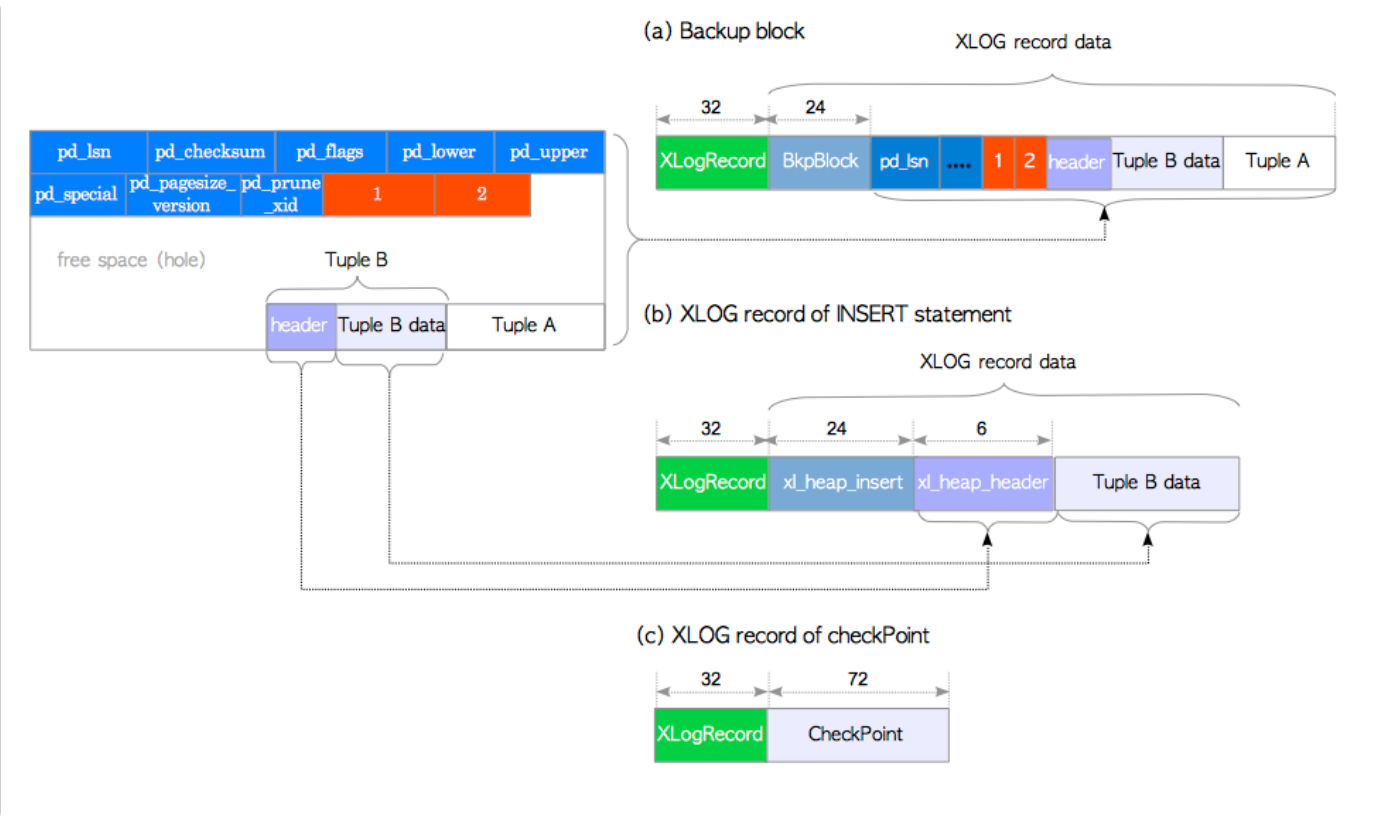 (a) Backup block
XLOG record data
32 24
XLogRecord BkpBlock pd_lsn .... 1 2 header Tuple B data Tuple A
pd_lsn pd_checksum pd_flags pd_lower pd_upper
pd_special pd_pagesize_ pd_prune 1 2
version _xid
free space (hole)
Tuple B
header Tuple B data Tuple A
(b) XLOG record of INSERT statement
XLOG record data
32 24 6
XLogRecord xl_heap_insert xl_heap_header Tuple B data
(c) XLOG record of checkPoint
32 72
XLogRecord CheckPoint